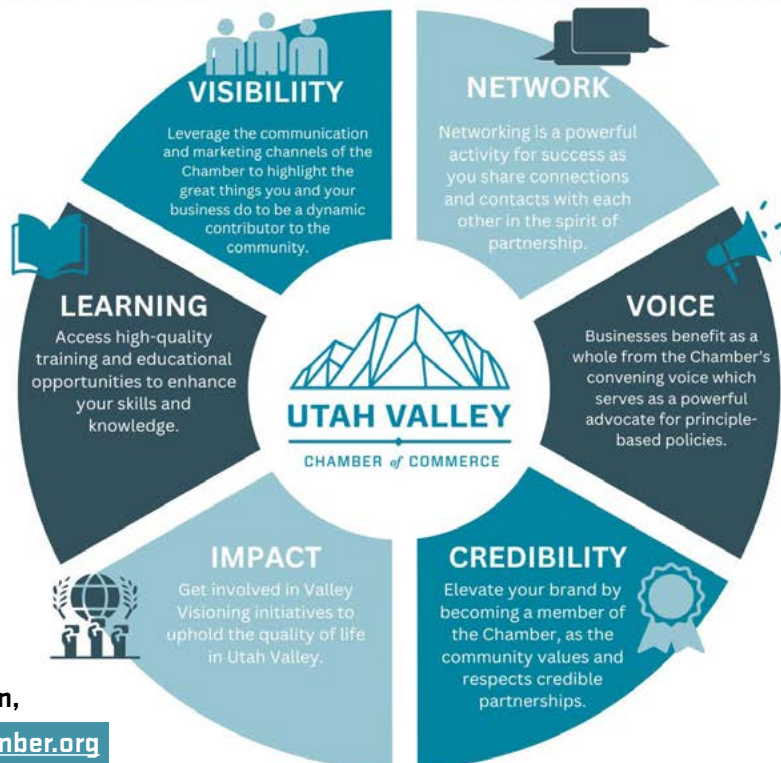 VISIBILIITY
Leverage the communication
and marketing channels of the
Chamber to highlight the
great things you and your
business do to be a dynamic
contributor to the
community.
NETWORK
Networking is a powerful
activity for success as
you share connections
and contacts with each
other in the spirit of
partnership.
LEARNING
Access high-quality
training and educational
opportunities to enhance
your skills and
knowledge.
UTAH VALLEY
CHAMBER of COMMERCE
VOICE
Businesses benefit as a
whole from the Chamber's
convening voice which
serves as a powerful
advocate for principle-
based policies.
IMPACT
Get involved in Valley
Visioning initiatives to
uphold the quality of life
in Utah Valley.
CREDIBILITY
Elevate your brand by
becoming a member of
the Chamber, as the
community values and
respects credible
partnerships.
n,
mber.org